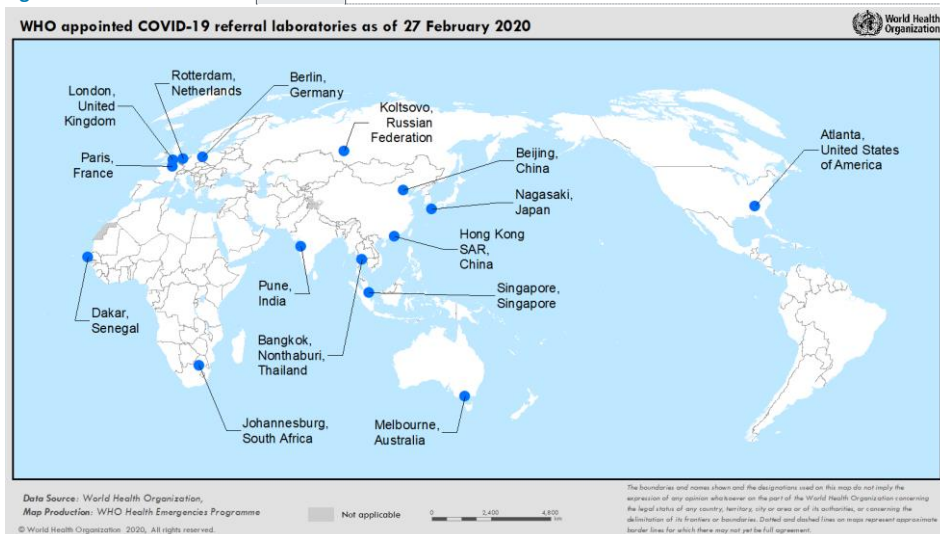 WHO appointed COVID-19 referral laboratories as of 27 February 2020
World Health
Organization
Rotterdam,
Netherlands
Berlin,
Germany
London,
United
Kingdom
Koltsovo,
Russian
Federation
Paris,
France
Beijing,
China
Atlanta,
United States
of America
Nagasaki,
Japan
Hong Kong
SAR,
China
Pune,
India
Singapore,
Singapore
Dakar,
Senegal
Bangkok,
Nonthaburi,
Thailand
Johannesburg,
South Africa
Melbourne,
Australia
Data Source: World Health Organization,
Map Production: WHO Health Emergencies Programme
© World Health Organization 2020, All rights reserved.
Not applicable
0 2,400 4,800
The boundaries and names shown and the designations used on this map do not imply the
expression of any opinion whatsoever on the part of the World Health Organization concerning
the legal status of any country, territory, city or area or of its authorities, or concerning the
delimitation of its frontiers or boundaries. Dotted and dashed lines on maps represent approximate
border lines for which there may not yet be full agreement.